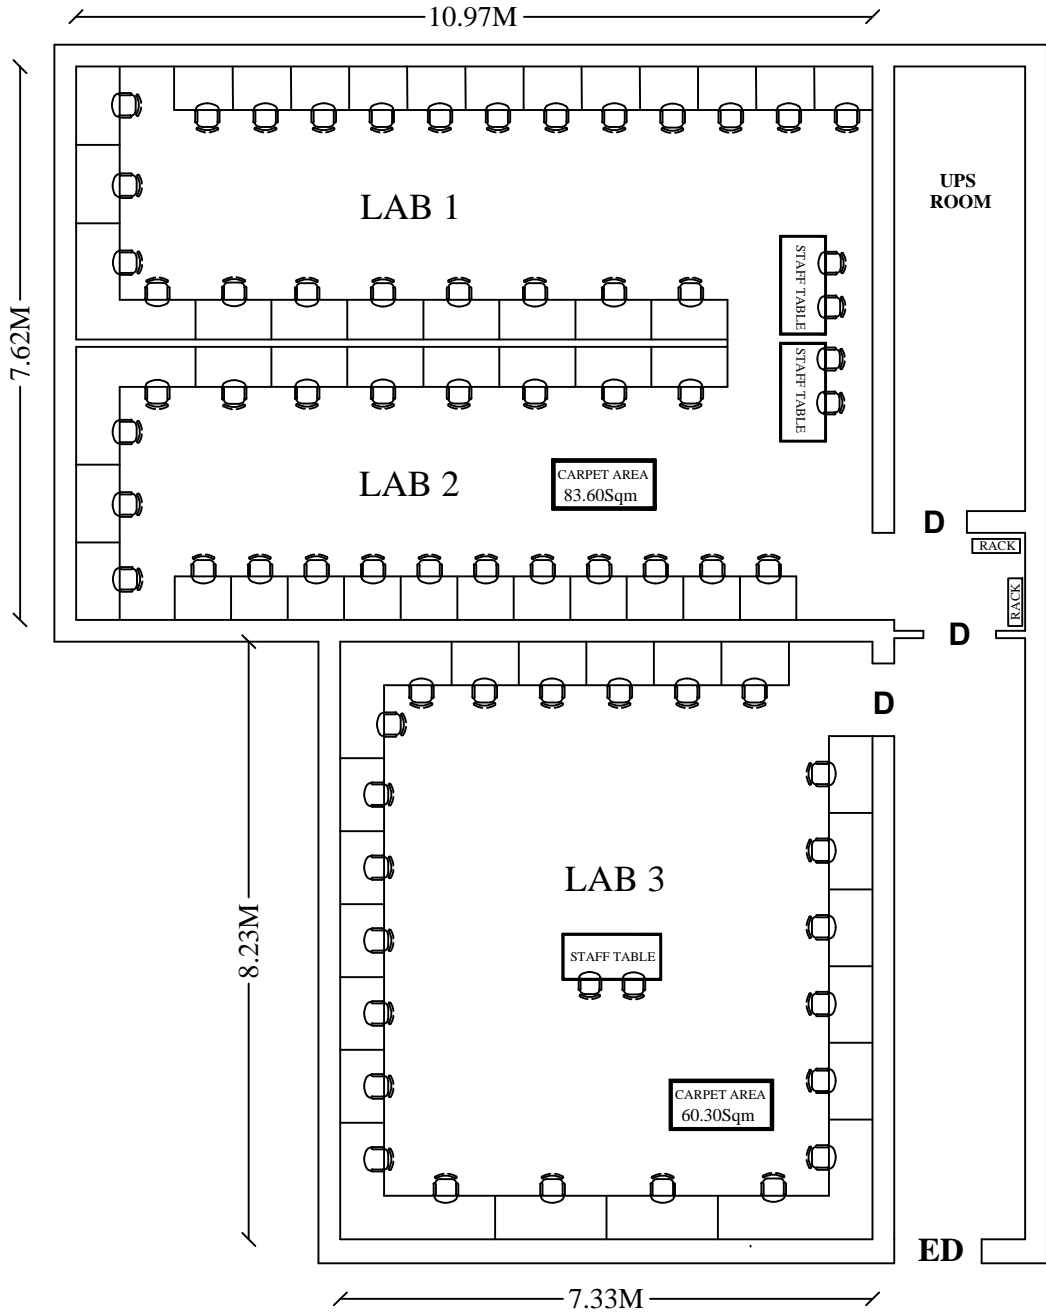 10.97M
UPS
ROOM
LAB 1
STAFF TABLE
7.62M
STAFF TABLE
LAB 2
CARPET AREA
83.60Sqm
D
RACK
RACK
D
D
LAB 3
8.23M
STAFF TABLE
CARPET AREA
60.30Sqm
ED
7.33M